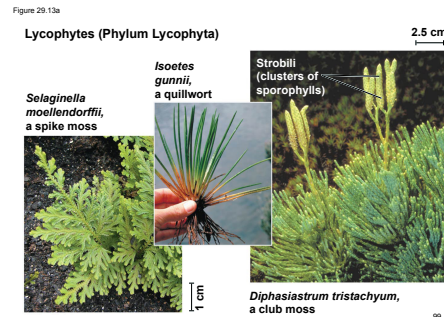 Figure 29.13a
Lycophytes (Phylum Lycophyta)
2.5 cm
Isoetes
gunnii,
a quillwort
Strobili
(clusters of
sporophylls)
Selaginella
moellendorffii,
a spike moss
1 cm
Diphasiastrum tristachyum,
a club moss
99